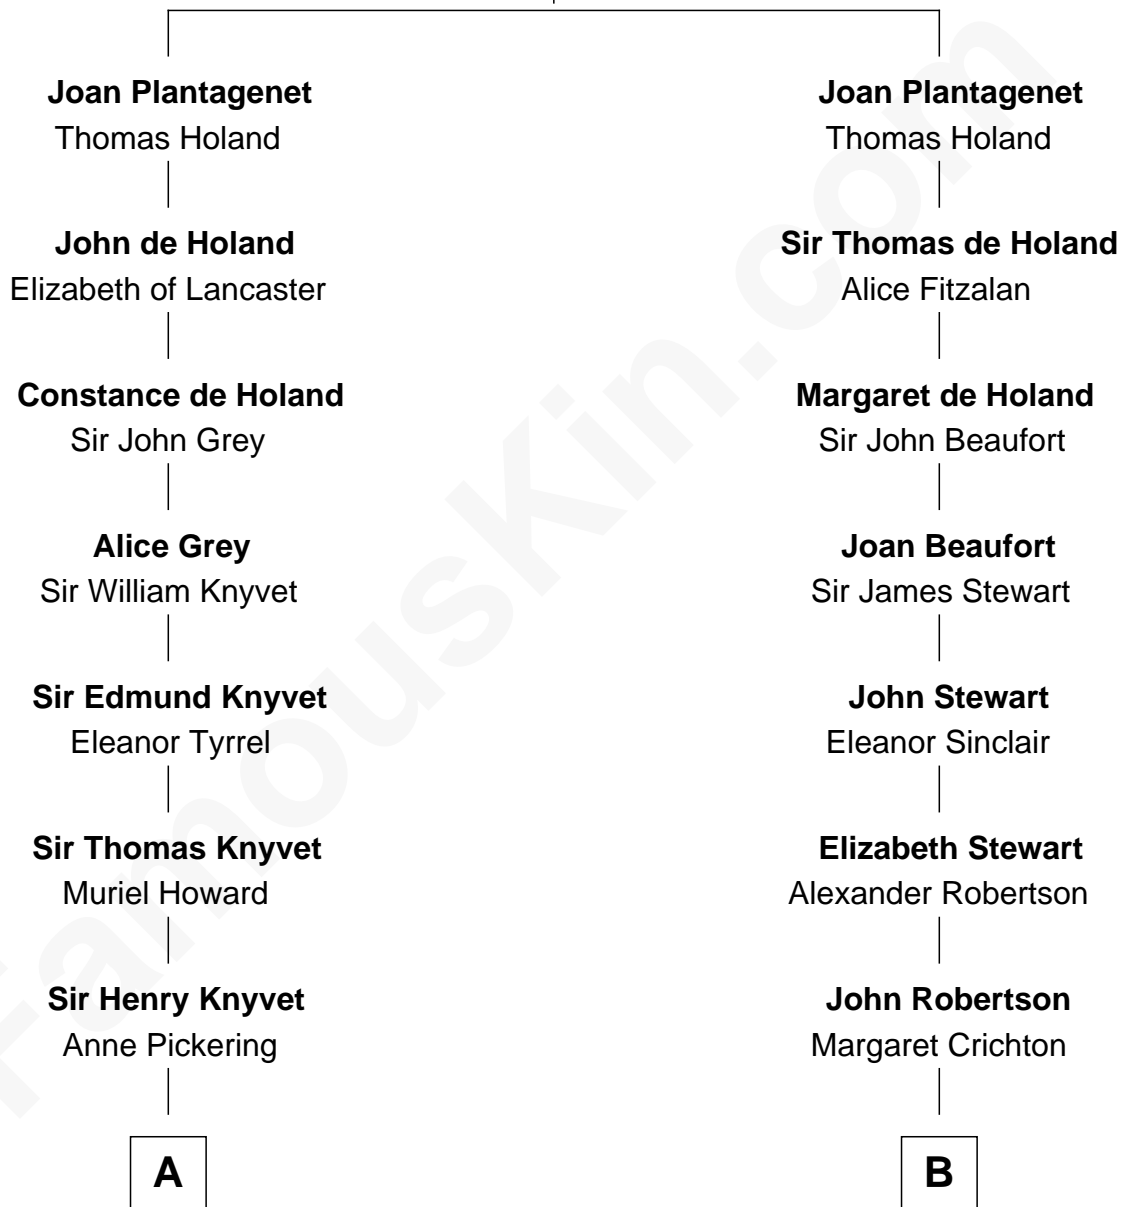 Joan Plantagenet
Thomas Holand
John de Holand
Elizabeth of Lancaster
Constance de Holand
Sir John Grey
Alice Grey
Sir William Knyvet
Sir Edmund Knyvet
Eleanor Tyrrel
Sir Thomas Knyvet
Muriel Howard
Sir Henry Knyvet
Anne Pickering
A
Joan Plantagenet
Thomas Holand
Sir Thomas de Holand
Alice Fitzalan
Margaret de Holand
Sir John Beaufort
Joan Beaufort
Sir James Stewart
John Stewart
Eleanor Sinclair
Elizabeth Stewart
Alexander Robertson
John Robertson
Margaret Crichton
B
FamousKin.com